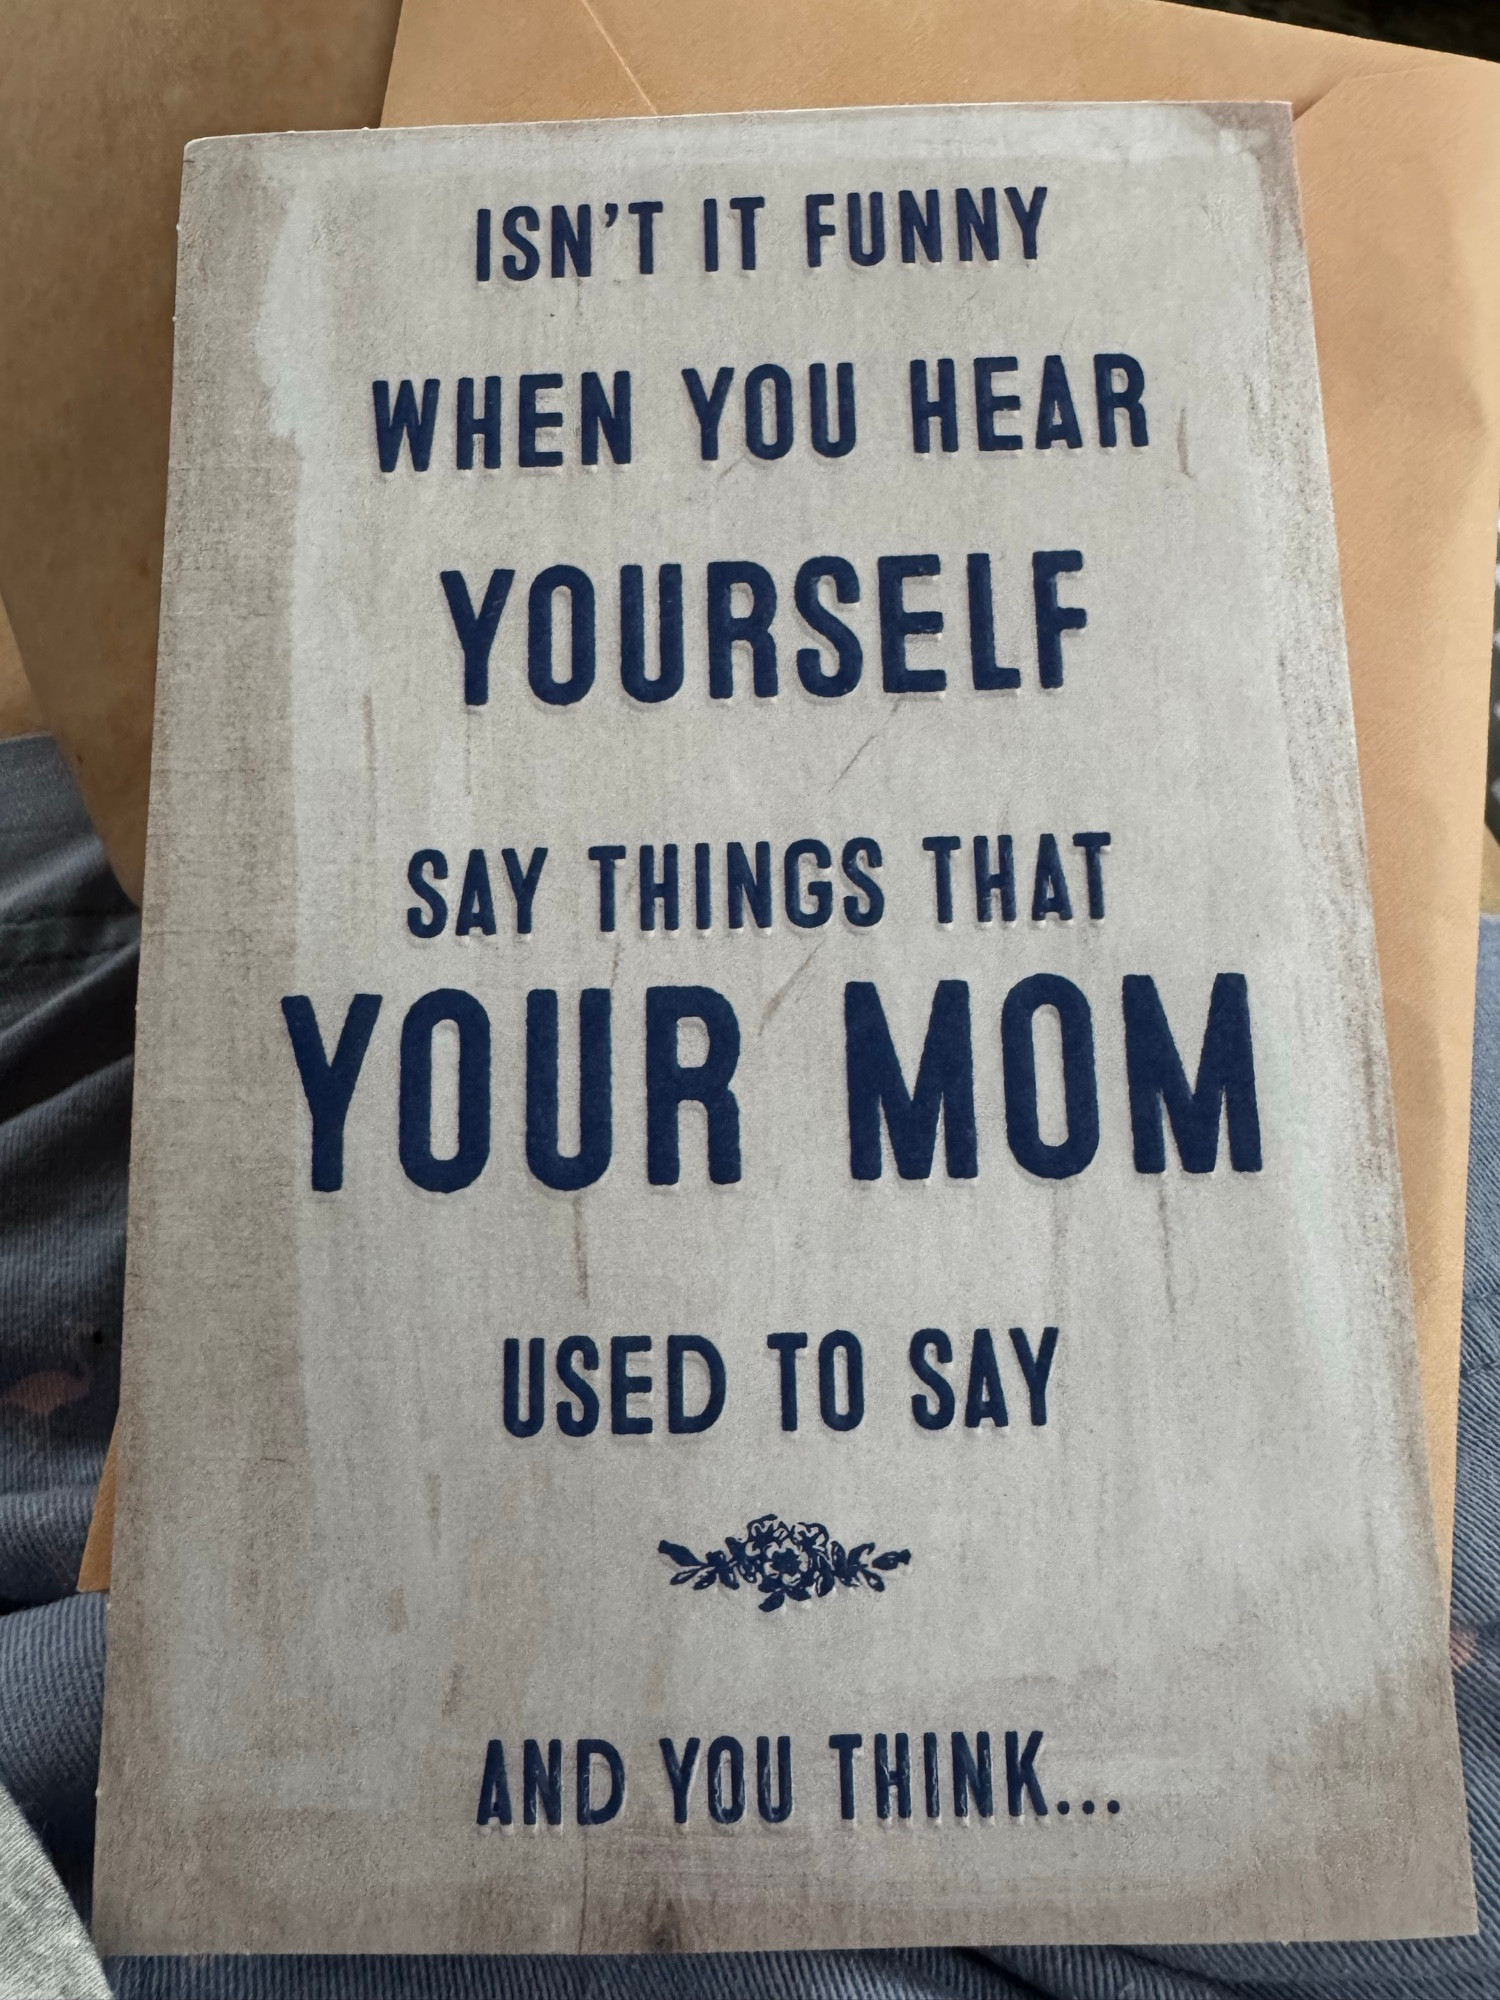 ISN'T IT FUNNY
WHEN YOU HEAR
YOURSELF
SAY THINGS THAT
YOUR MOM
USED TO SAY
AND YOU THINK...